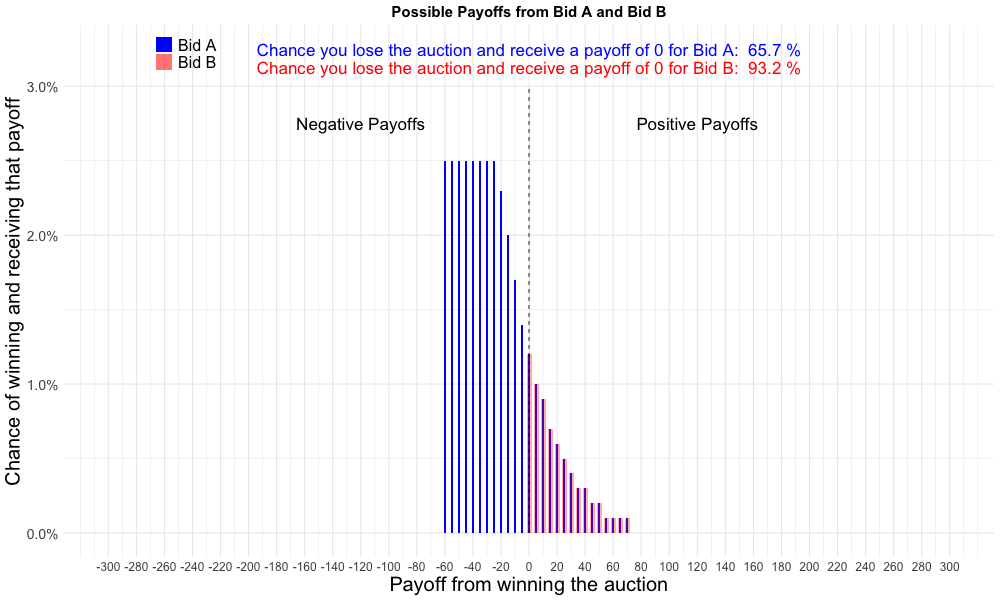 Possible Payoffs from Bid A and Bid B
Bid A
Bid B
Chance you lose the auction and receive a payoff of 0 for Bid A: 65.7 %
Chance you lose the auction and receive a payoff of 0 for Bid B: 93.2 %
Negative Payoffs
Positive Payoffs
Chance of winning and receiving that payoff
3.0%
2.0%
1.0%
0.0%
-300 -280 -260 -240 -220 -200 -180 -160 -140 -120 -100 -80 -60 -40 -20 0 20 40 60 80 100 120 140 160 180 200 220 240 260 280 300
Payoff from winning the auction